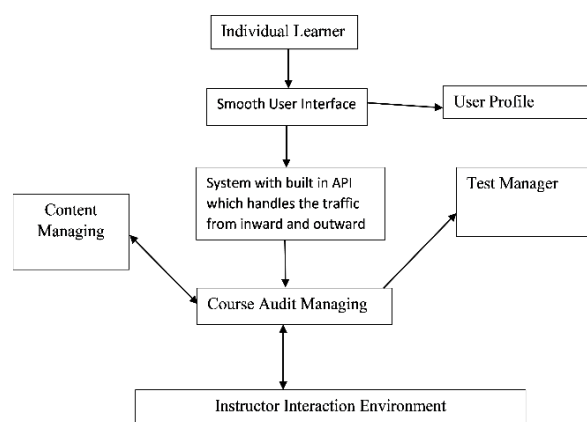 Individual Learner
Smooth User Interface
User Profile
System with built in API
which handles the traffic
from inward and outward
Test Manager
Content
Managing
Course Audit Managing
Instructor Interaction Environment